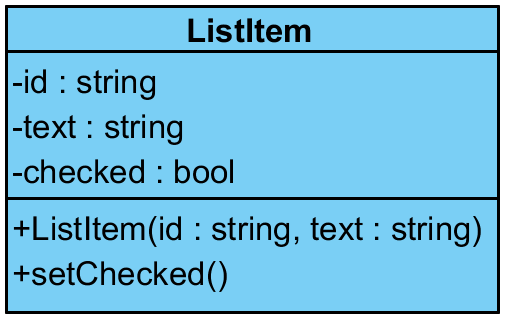 ListItem
-id : string
-text : string
-checked : bool
+ListItem(id : string, text : string)
+setChecked()